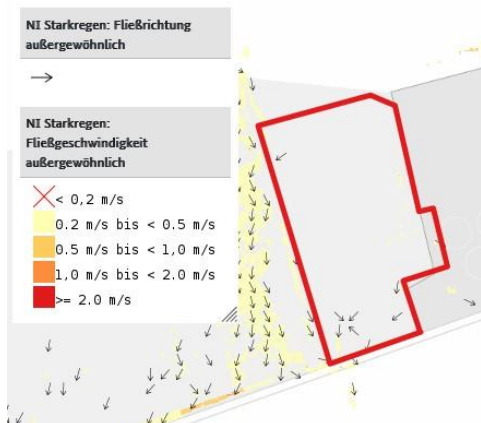 NI Starkregen: Fließrichtung
außergewöhnlich
NI Starkregen:
Fließgeschwindigkeit
außergewöhnlich
< 0,2 m/s
0.2 m/s bis < 0.5 m/s
0.5 m/s bis < 1,0 m/s
1,0 m/s bis < 2.0 m/s
>= 2.0 m/s